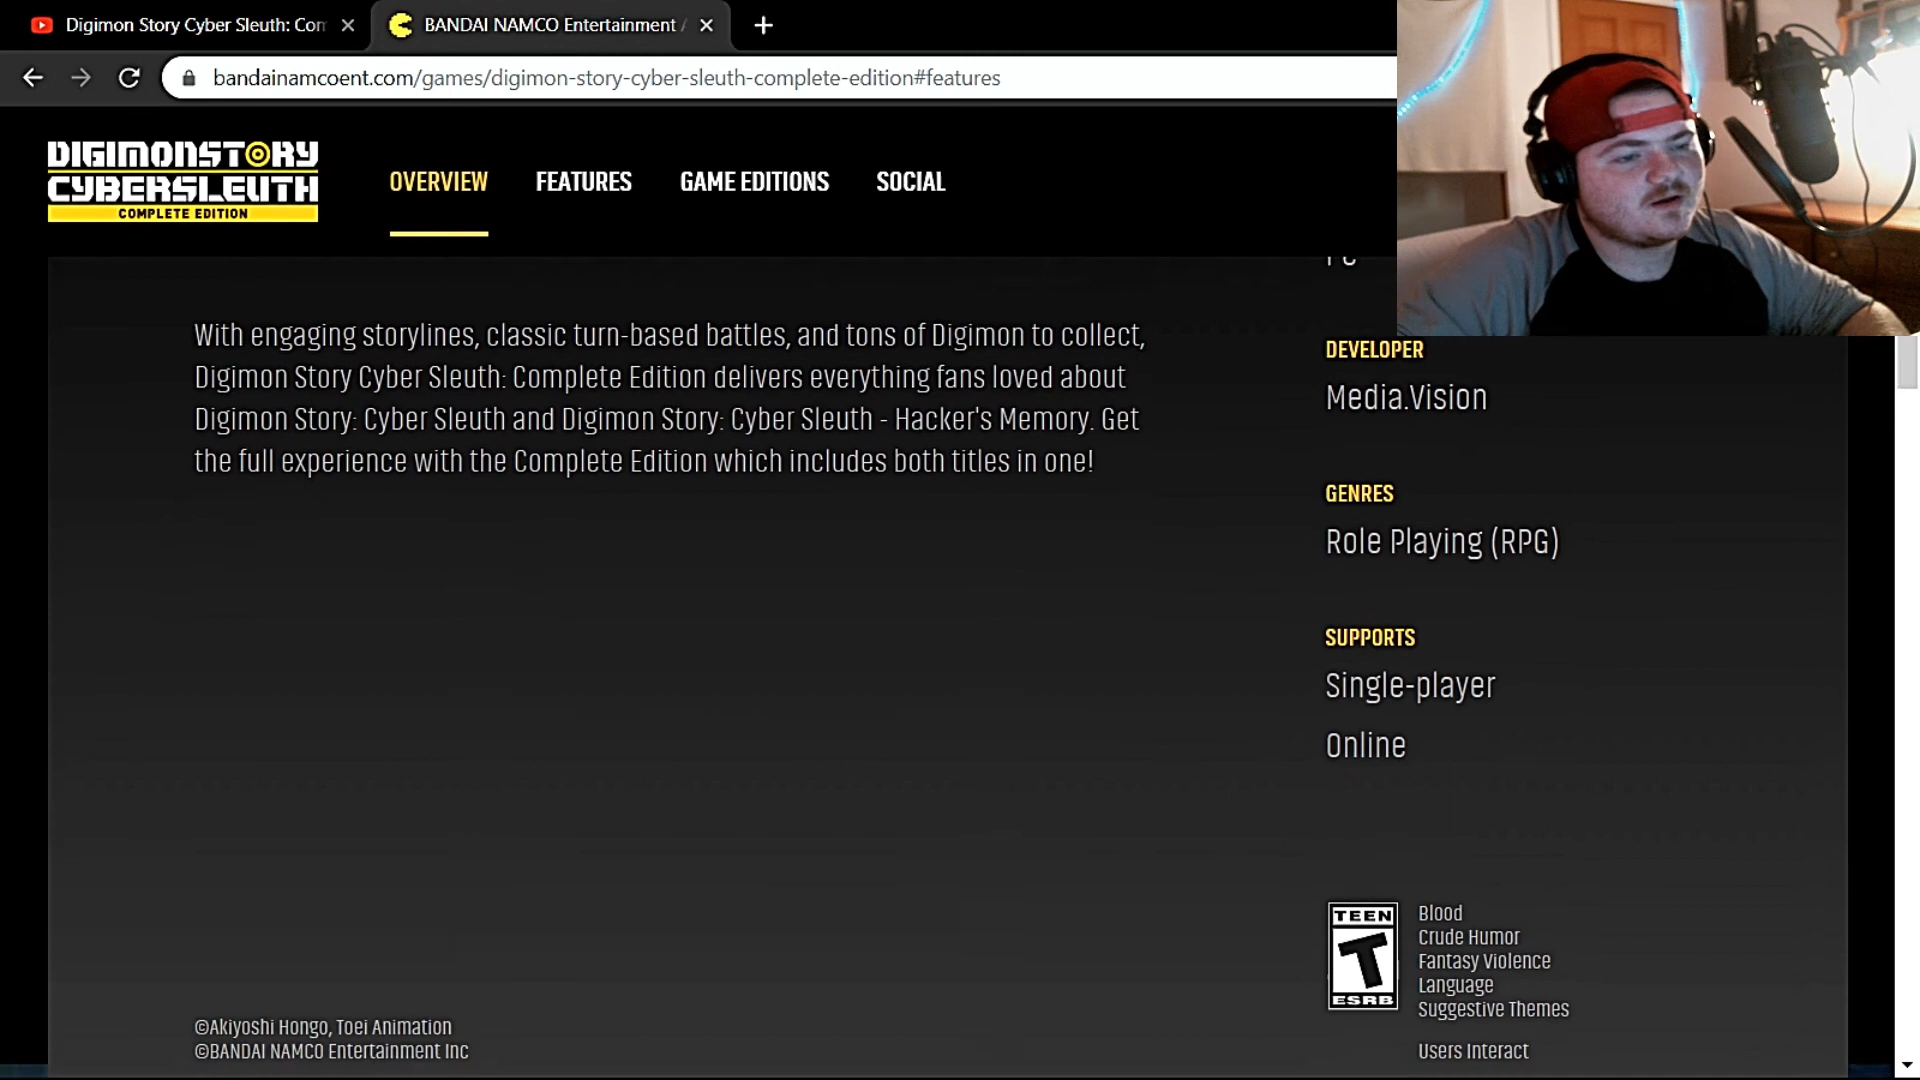 Digimon Story Cyber Sleuth: Con
BANDAI NAMCO Entertainment /
bandainamcoent.com/games/digimon-story-cyber-sleuth-complete-edition#features
DIGIMONSTORY
CYBERSLEUTH
COMPLETE EDITION
OVERVIEW
FEATURES
GAME EDITIONS
SOCIAL
With engaging storylines, classic turn-based battles, and tons of Digimon to collect,
Digimon Story Cyber Sleuth: Complete Edition delivers everything fans loved about
Digimon Story: Cyber Sleuth and Digimon Story: Cyber Sleuth - Hacker's Memory. Get
the full experience with the Complete Edition which includes both titles in one!
PC
DEVELOPER
Media.Vision
GENRES
Role Playing (RPG)
SUPPORTS
Single-player
Online
TEEN
T
ESRB
Blood
Crude Humor
Fantasy Violence
Language
Suggestive Themes
Users Interact
©Akiyoshi Hongo, Toei Animation
©BANDAI NAMCO Entertainment Inc